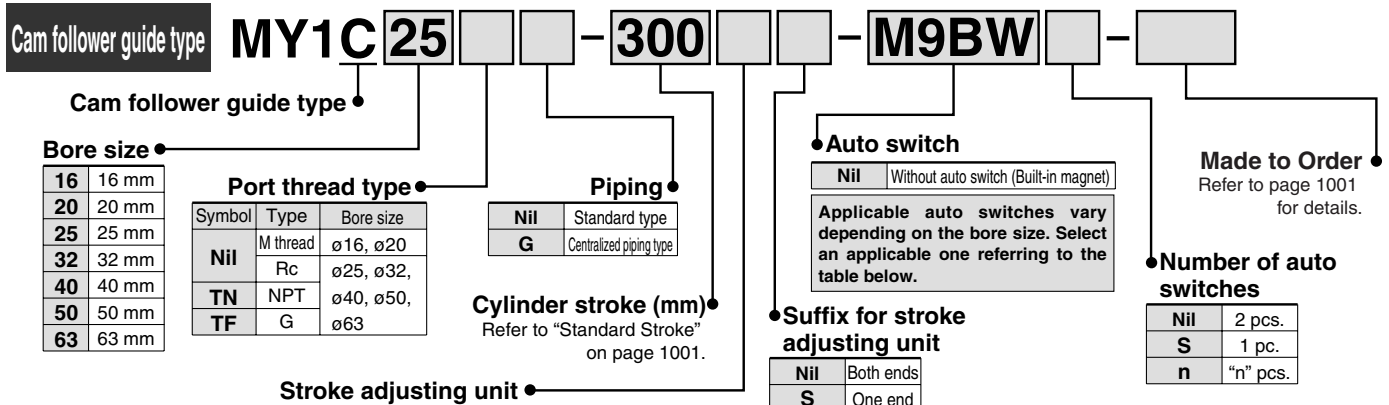 Cam follower guide type MY1C 25 – 300 – M9BW –
Cam follower guide type
Bore size
16 16 mm
20 20 mm
25 25 mm
32 32 mm
40 40 mm
50 50 mm
63 63 mm
Port thread type
Symbol Type Bore size
Nil M thread ø16, ø20
Rc ø25, ø32,
TN NPT ø40, ø50,
TF G ø63
Piping
Nil Standard type
G Centralized piping type
Cylinder stroke (mm)
Refer to “Standard Stroke”
on page 1001.
Stroke adjusting unit
Suffix for stroke
adjusting unit
Nil Both ends
S One end
Auto switch
Nil Without auto switch (Built-in magnet)
Applicable auto switches vary
depending on the bore size. Select
an applicable one referring to the
table below.
Number of auto
switches
Nil 2 pcs.
S 1 pc.
n “n” pcs.
Made to Order
Refer to page 1001
for details.